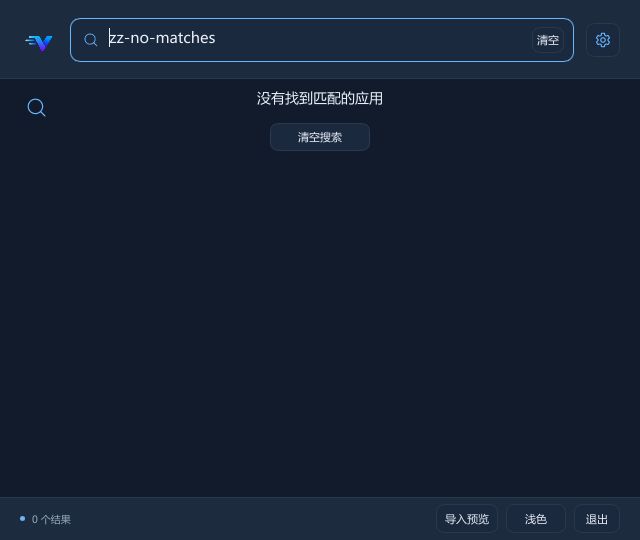 zz-no-matches
清空
没有找到匹配的应用
清空搜索
0 个结果
导入预览
浅色
退出